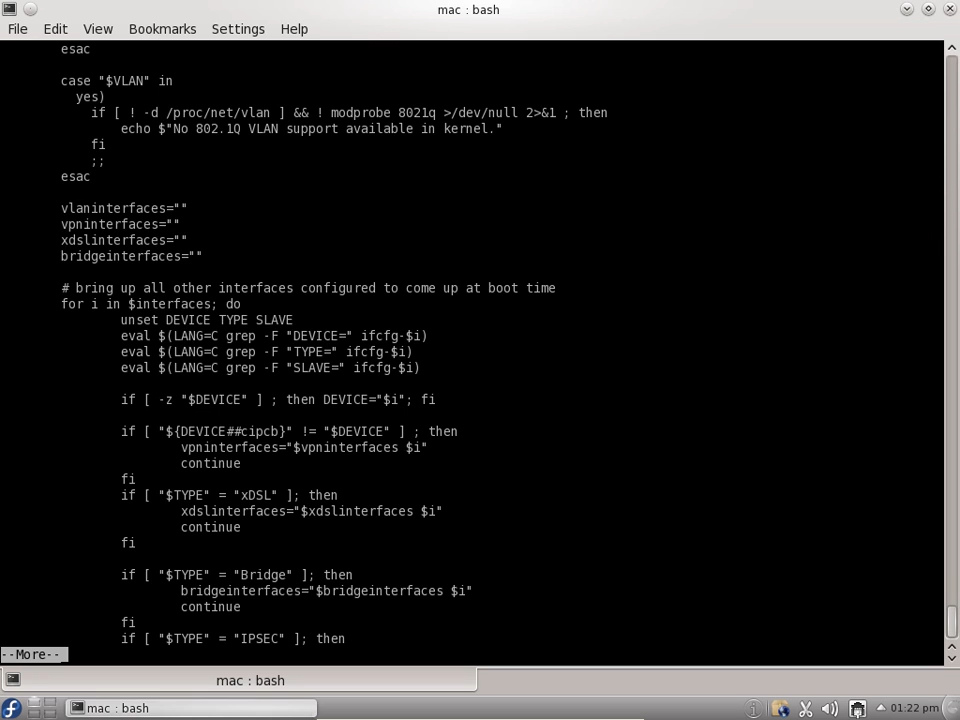 mac : bash
File Edit View Bookmarks Settings Help
        esac

        case "$VLAN" in
          yes)
            if [ ! -d /proc/net/vlan ] && ! modprobe 8021q >/dev/null 2>&1 ; then
                echo $"No 802.1Q VLAN support available in kernel."
            fi
            ;;
        esac

        vlaninterfaces=""
        vpninterfaces=""
        xdslinterfaces=""
        bridgeinterfaces=""

        # bring up all other interfaces configured to come up at boot time
        for i in $interfaces; do
                unset DEVICE TYPE SLAVE
                eval $(LANG=C grep -F "DEVICE=" ifcfg-$i)
                eval $(LANG=C grep -F "TYPE=" ifcfg-$i)
                eval $(LANG=C grep -F "SLAVE=" ifcfg-$i)

                if [ -z "$DEVICE" ] ; then DEVICE="$i"; fi

                if [ "${DEVICE##cipcb}" != "$DEVICE" ] ; then
                        vpninterfaces="$vpninterfaces $i"
                        continue
                fi
                if [ "$TYPE" = "xDSL" ]; then
                        xdslinterfaces="$xdslinterfaces $i"
                        continue
                fi

                if [ "$TYPE" = "Bridge" ]; then
                        bridgeinterfaces="$bridgeinterfaces $i"
                        continue
                fi
                if [ "$TYPE" = "IPSEC" ]; then
--More--
mac : bash
mac : bash 01:22 pm